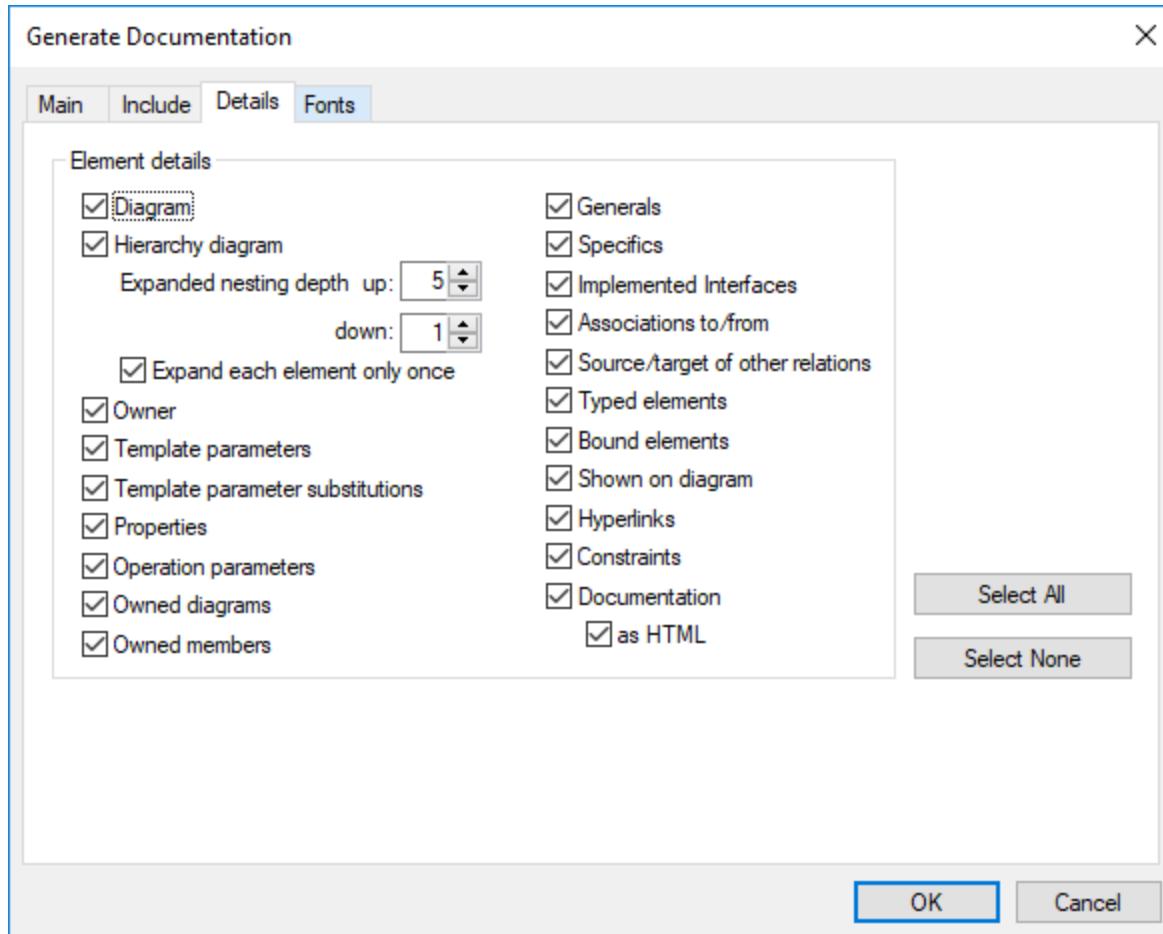 Generate Documentation
Main Include Details Fonts
Element details
Diagram
Hierarchy diagram
Expanded nesting depth up: 5
down: 1
Expand each element only once
Owner
Template parameters
Template parameter substitutions
Properties
Operation parameters
Owned diagrams
Owned members
Generals
Specifics
Implemented Interfaces
Associations to/from
Source/target of other relations
Typed elements
Bound elements
Shown on diagram
Hyperlinks
Constraints
Documentation
as HTML
Select All
Select None
OK Cancel